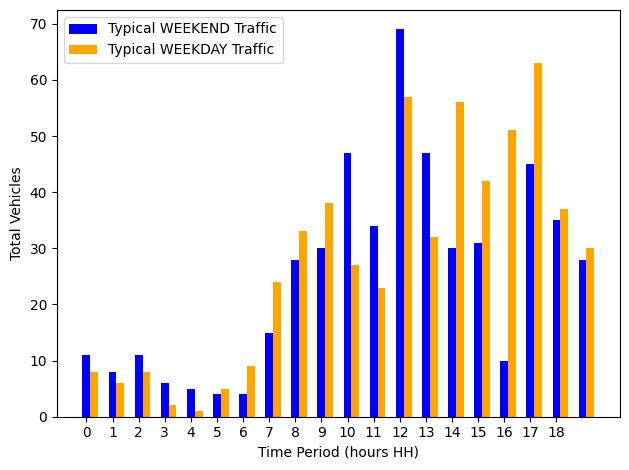 Typical WEEKEND Traffic
Typical WEEKDAY Traffic
70
60
50
40
30
20
10
0
Total Vehicles
0 1 2 3 4 5 6 7 8 9 10 11 12 13 14 15 16 17 18
Time Period (hours HH)